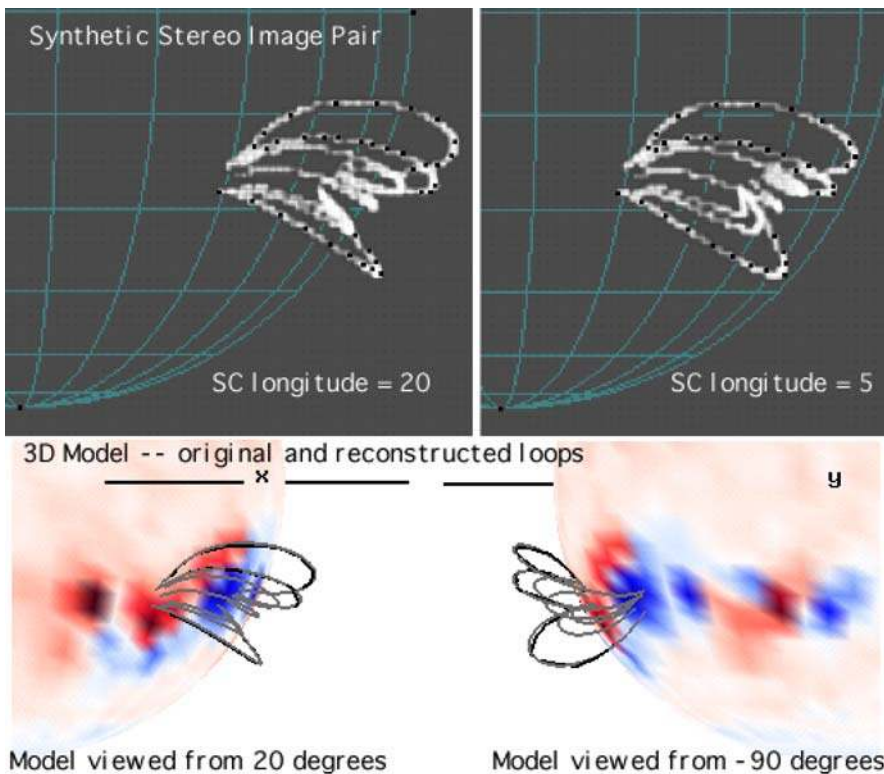 Synthetic Stereo Image Pair
SC longitude = 20
SC longitude = 5
3D Model -- original and reconstructed loops
x
y
Model viewed from 20 degrees
Model viewed from -90 degrees